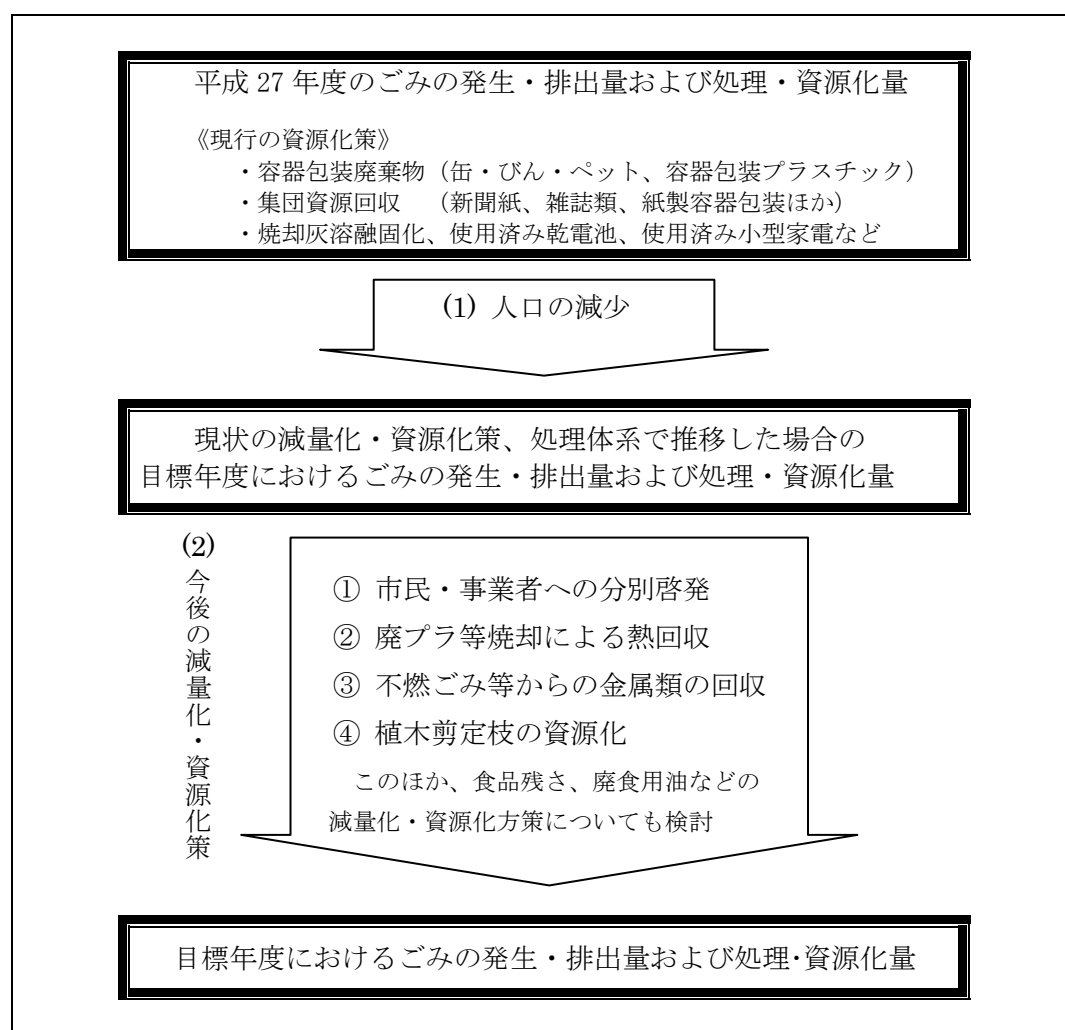 平成 27 年度のごみの発生・排出量および処理・資源化量
《現行の資源化策》
・容器包装廃棄物（缶・びん・ペット、容器包装プラスチック）
・集団資源回収　（新聞紙、雑誌類、紙製容器包装ほか）
・焼却灰溶融固化、使用済み乾電池、使用済み小型家電など
(1) 人口の減少
現状の減量化・資源化策、処理体系で推移した場合の
目標年度におけるごみの発生・排出量および処理・資源化量
(2)
今後の減量化・資源化策
① 市民・事業者への分別啓発
② 廃プラ等焼却による熱回収
③ 不燃ごみ等からの金属類の回収
④ 植木剪定枝の資源化
このほか、食品残さ、廃食用油などの
減量化・資源化方策についても検討
目標年度におけるごみの発生・排出量および処理･資源化量